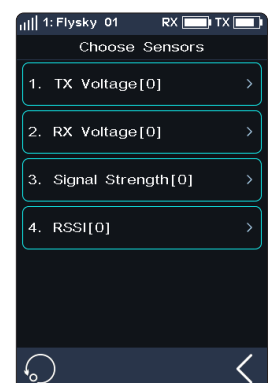 1: Flysky 01 RX TX
Choose Sensors
1. TX Voltage[0] >
2. RX Voltage[0] >
3. Signal Strength[0] >
4. RSSI[0] >